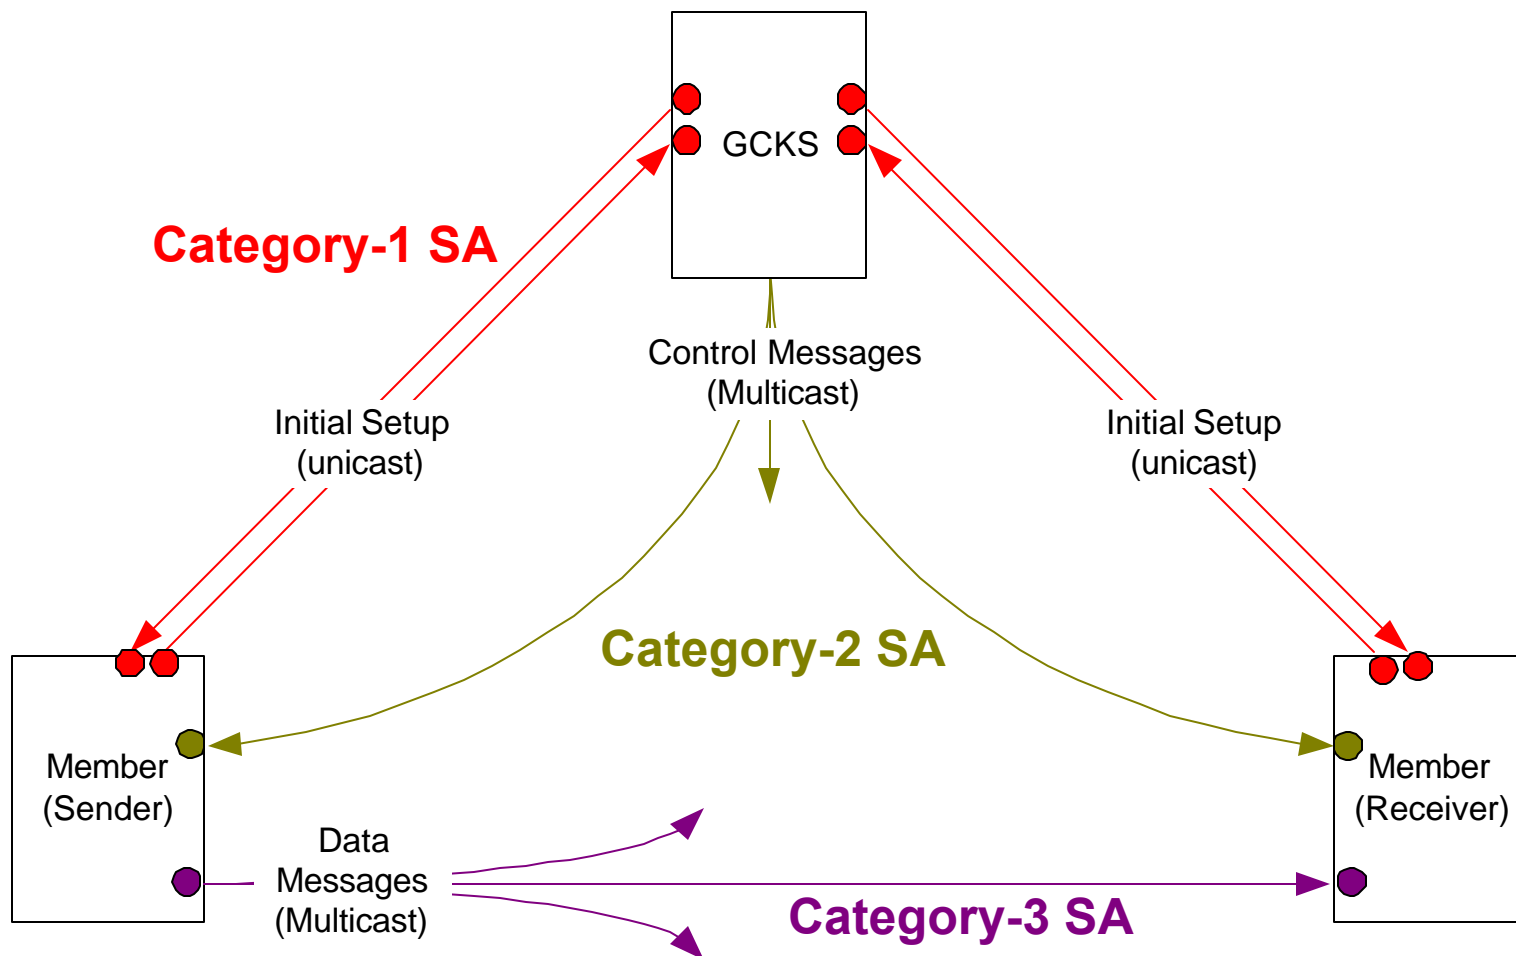 GCKS
Category-1 SA
Control Messages
(Multicast)
Initial Setup
(unicast)
Initial Setup
(unicast)
Category-2 SA
Member
(Sender)
Member
(Receiver)
Data
Messages
(Multicast)
Category-3 SA